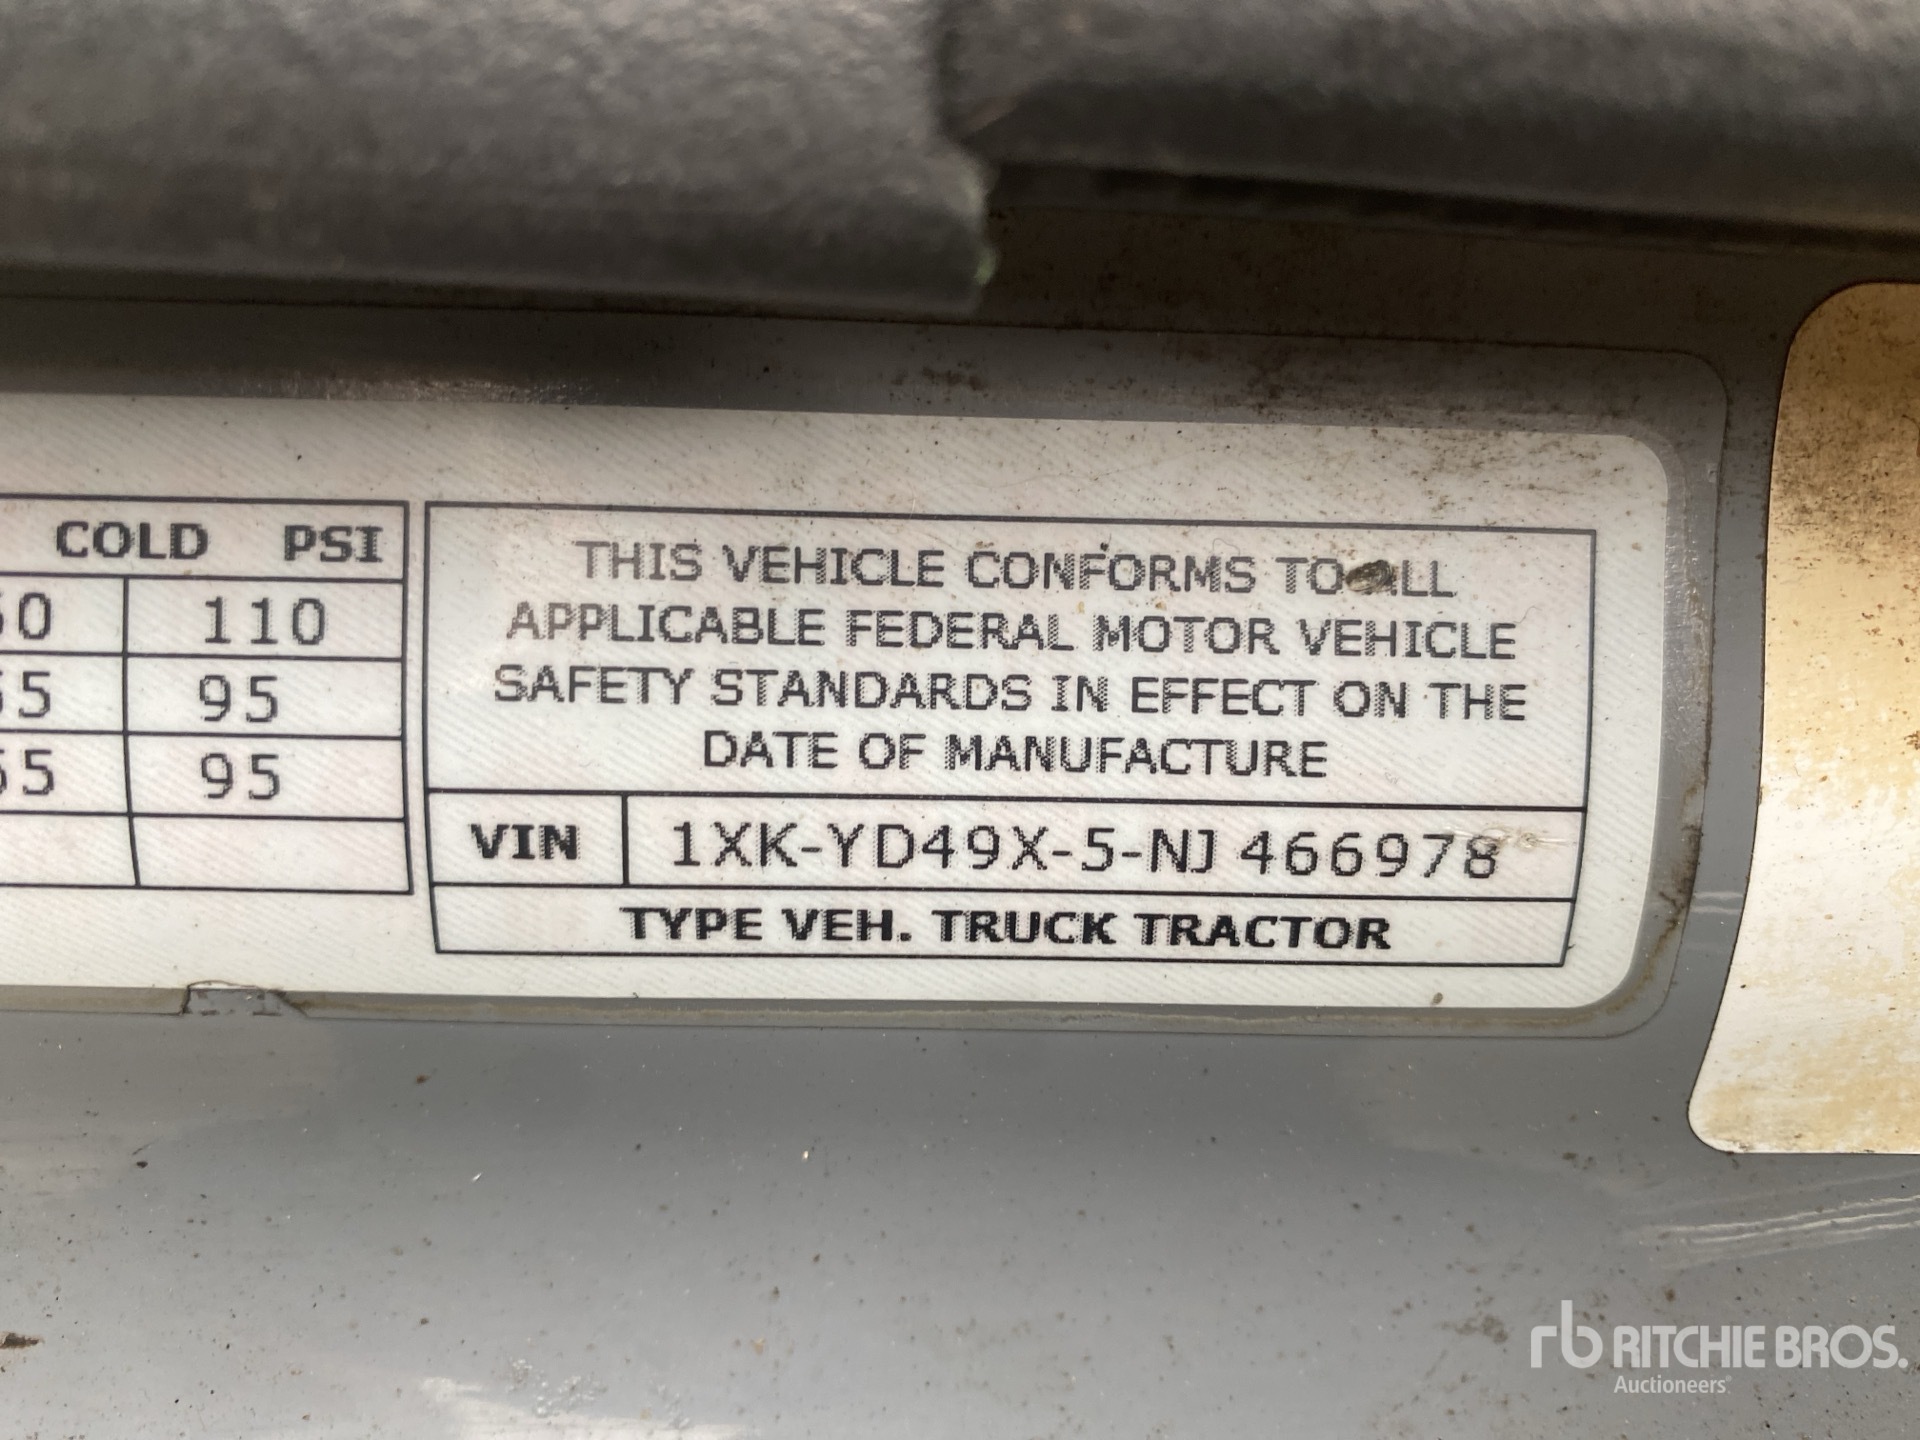 COLD PSI
110
95
95
THIS VEHICLE CONFORMS TO ALL
APPLICABLE FEDERAL MOTOR VEHICLE
SAFETY STANDARDS IN EFFECT ON THE
DATE OF MANUFACTURE
VIN 1XK-YD49X-5-NJ 466978
TYPE VEH. TRUCK TRACTOR
rb RITCHIE BROS.
Auctioneers